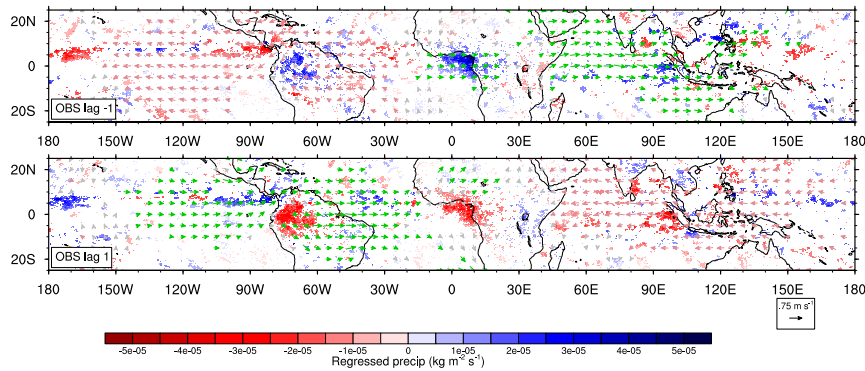 20N
0
20S
OBS lag -1
180 150W 120W 90W 60W 30W 0 30E 60E 90E 120E 150E 180
20N
0
20S
OBS lag 1
180 150W 120W 90W 60W 30W 0 30E 60E 90E 120E 150E 180
.75 m s⁻¹
-5e-05 -4e-05 -3e-05 -2e-05 -1e-05 0 1e-05 2e-05 3e-05 4e-05 5e-05
Regressed precip (kg m⁻² s⁻¹)